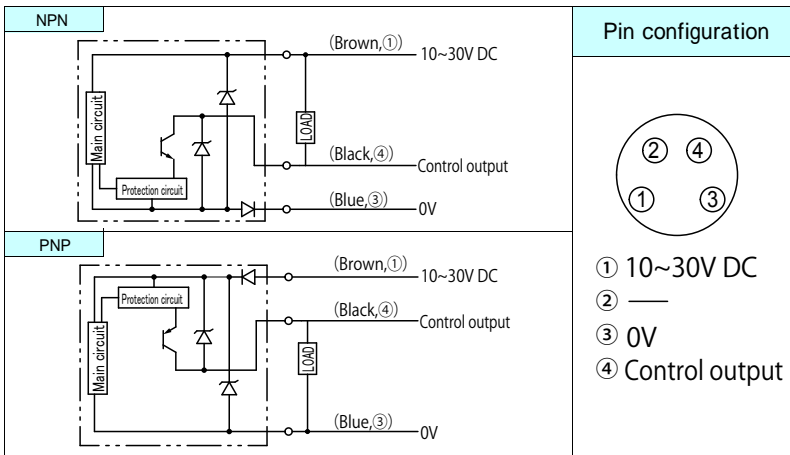 NPN
(Brown,①)
10~30V DC
Main circuit
LOAD
(Black,④)
Control output
Protection circuit
(Blue,③)
0V
PNP
(Brown,①)
10~30V DC
Protection circuit
(Black,④)
Control output
Main circuit
LOAD
(Blue,③)
0V
Pin configuration
② ④
① ③
① 10~30V DC
② —
③ 0V
④ Control output